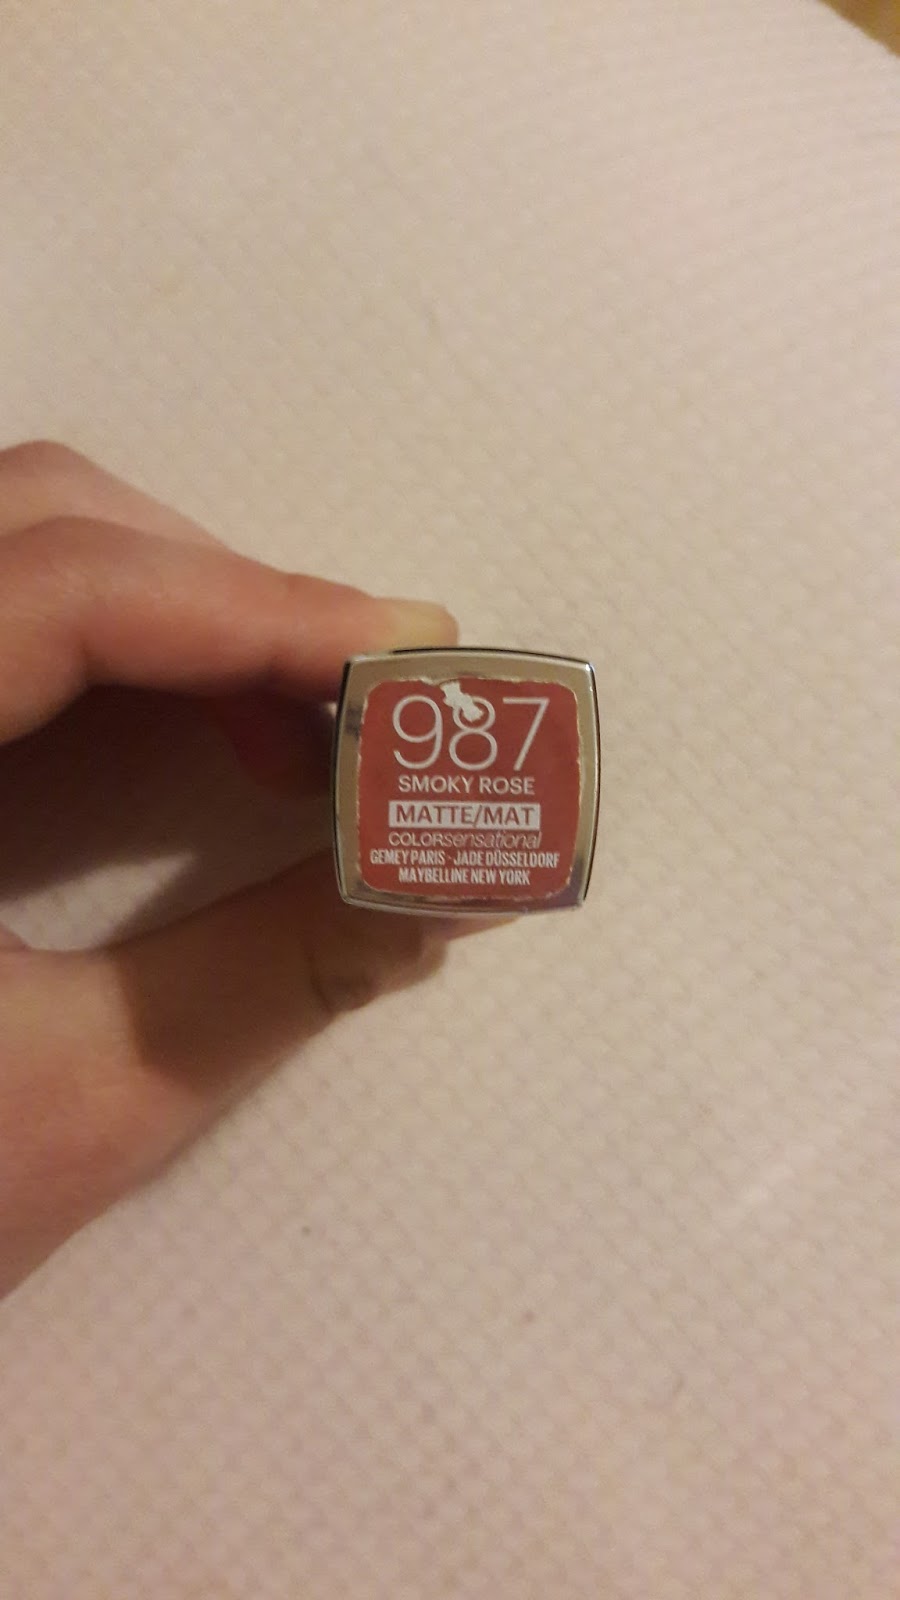 987
SMOKY ROSE
MATTE/MAT
COLORsensational
GEMEY PARIS - JADE DÜSSELDORF
MAYBELLINE NEW YORK